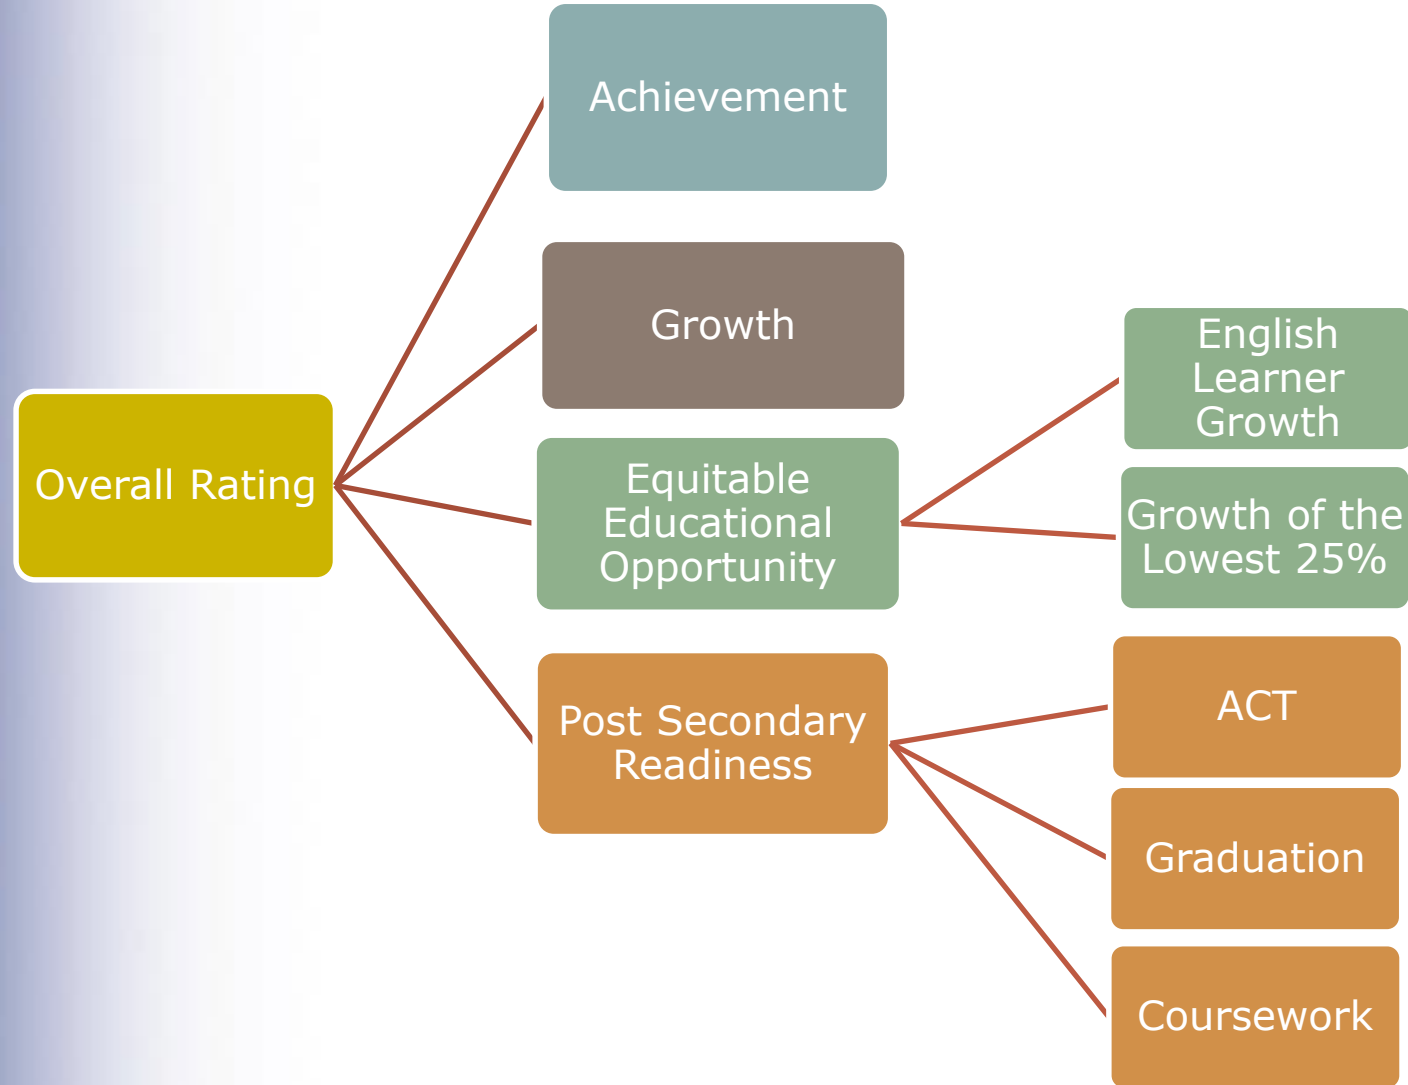 Achievement
Growth
Overall Rating
Equitable
Educational
Opportunity
Post Secondary
Readiness
English
Learner
Growth
Growth of the
Lowest 25%
ACT
Graduation
Coursework